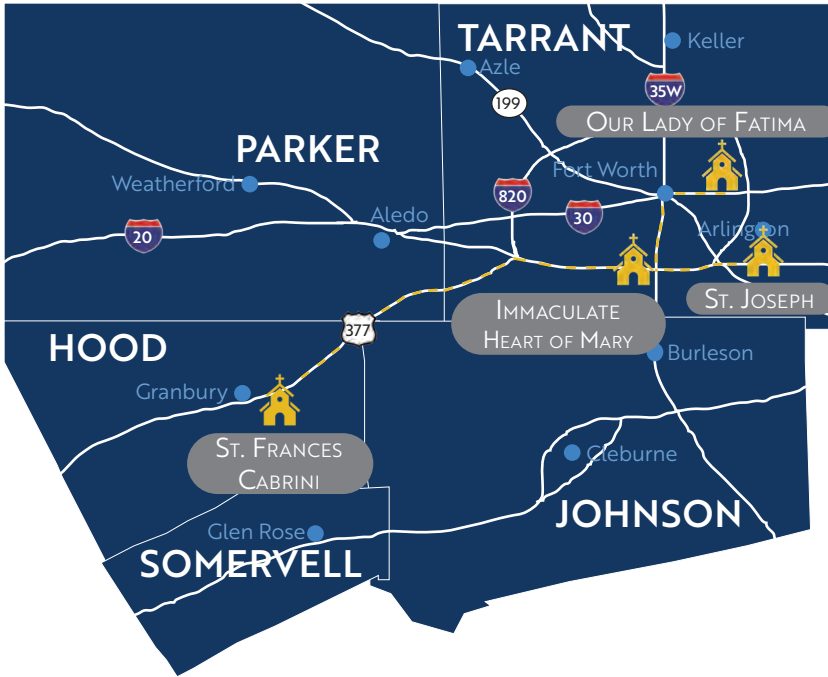 TARRANT
Keller
Azle
35W
199
OUR LADY OF FATIMA
PARKER
Fort Worth
Weatherford
820
30
Aledo
Arlington
20
ST. JOSEPH
IMMACULATE
HEART OF MARY
377
HOOD
Burleson
Granbury
ST. FRANCES
CABRINI
Cleburne
JOHNSON
Glen Rose
SOMERVELL